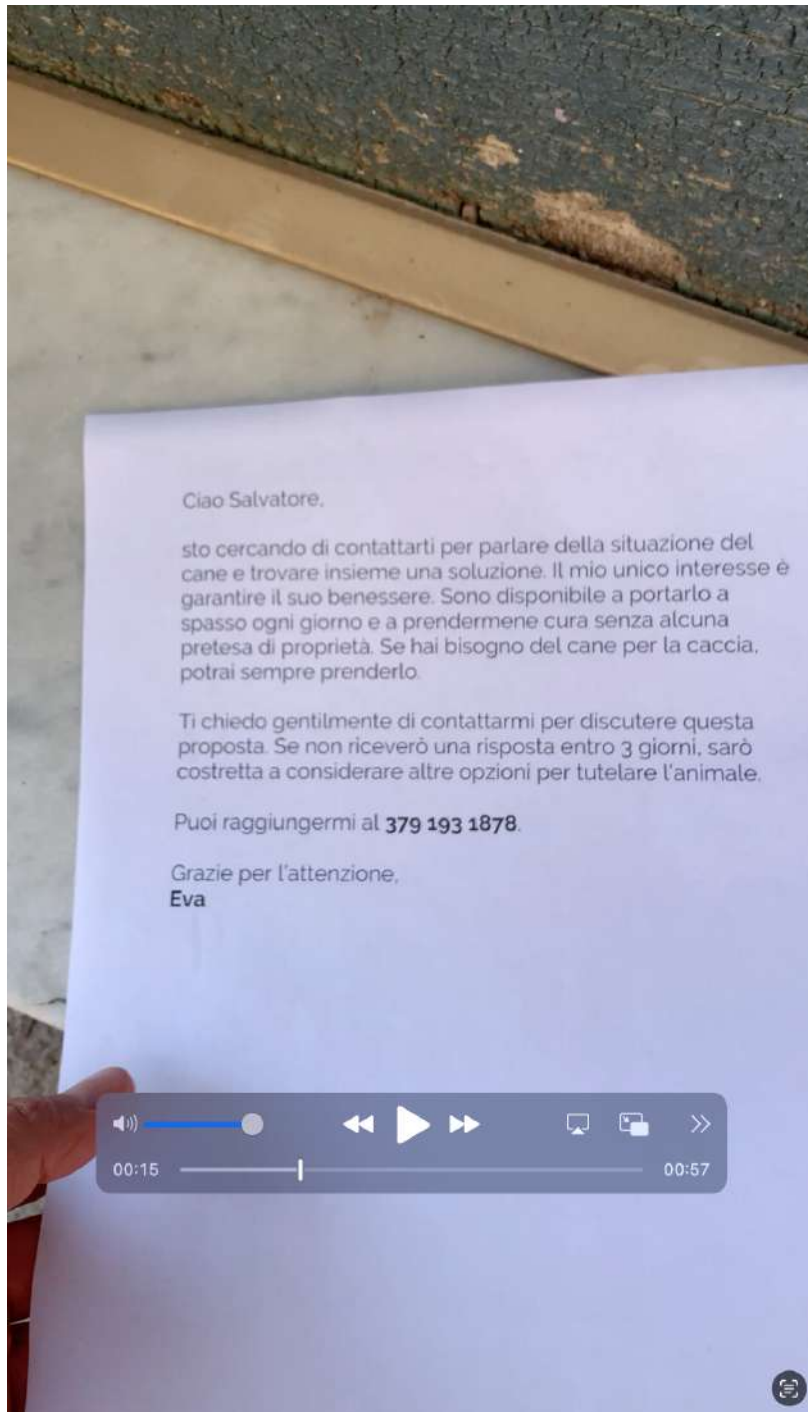 Ciao Salvatore,
sto cercando di contattarti per parlare della situazione del
cane e trovare insieme una soluzione. Il mio unico interesse è
garantire il suo benessere. Sono disponibile a portarlo a
spasso ogni giorno e a prendermene cura senza alcuna
pretesa di proprietà. Se hai bisogno del cane per la caccia,
potrai sempre prenderlo.
Ti chiedo gentilmente di contattarmi per discutere questa
proposta. Se non riceverò una risposta entro 3 giorni, sarò
costretta a considerare altre opzioni per tutelare l'animale.
Puoi raggiungermi al 379 193 1878.
Grazie per l'attenzione,
Eva
00:15
00:57